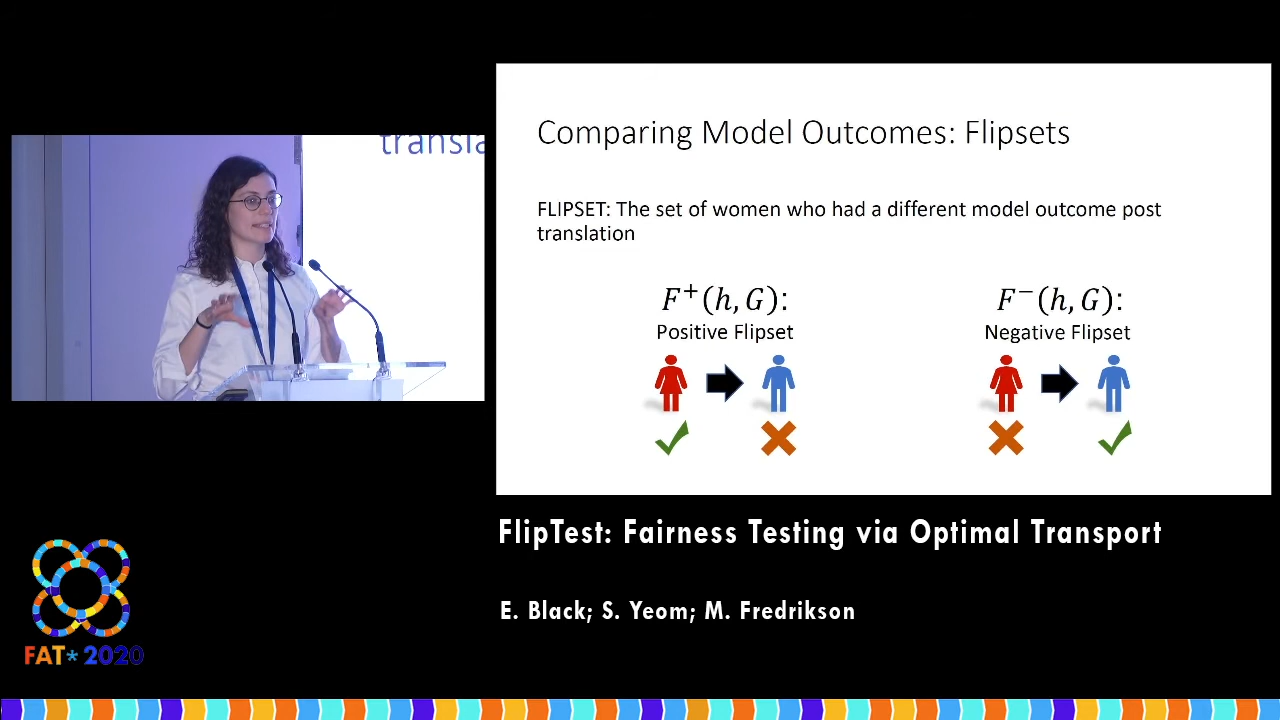 transla
Comparing Model Outcomes: Flipsets
FLIPSET: The set of women who had a different model outcome post
translation
F⁺(h, G):
Positive Flipset
F⁻(h, G):
Negative Flipset
FlipTest: Fairness Testing via Optimal Transport
E. Black; S. Yeom; M. Fredrikson
FAT* 2020